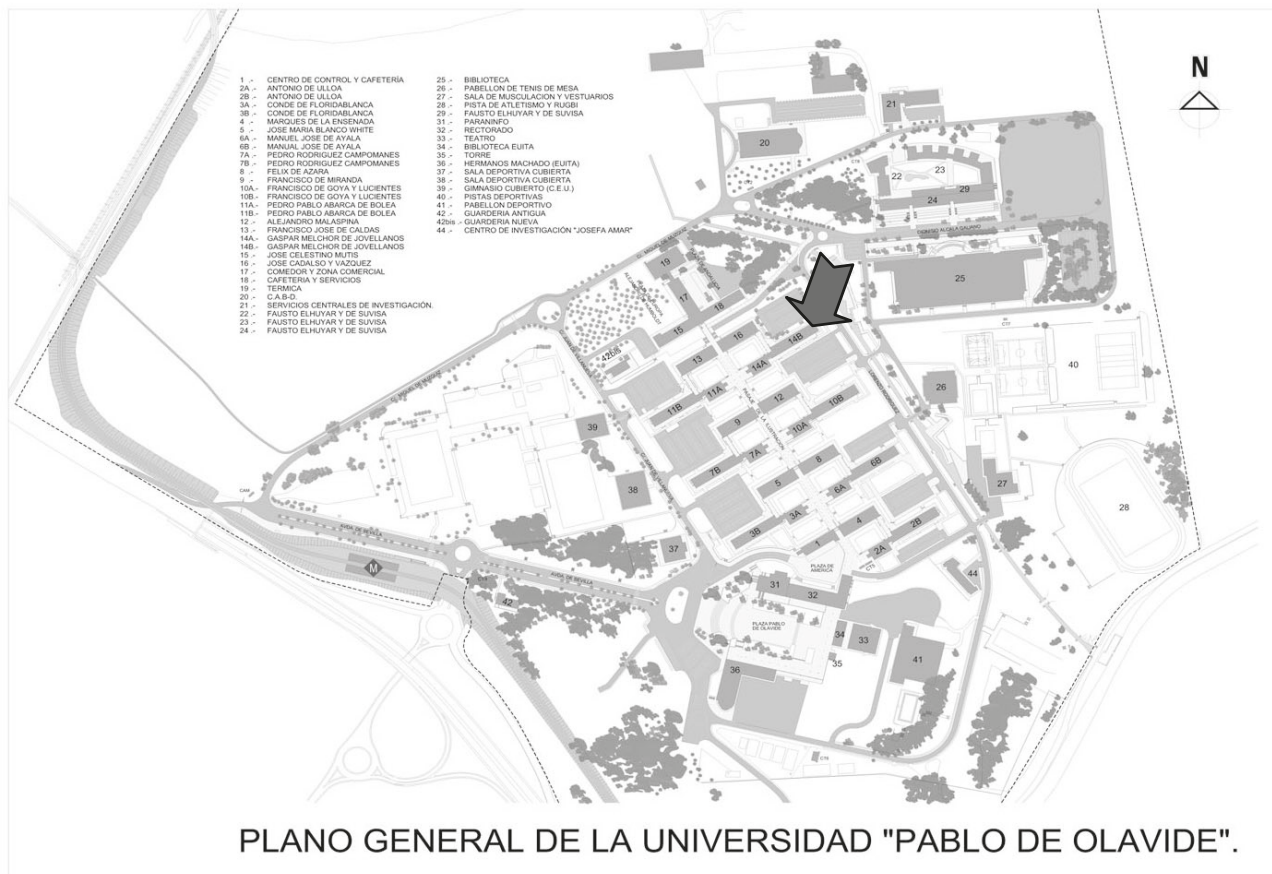 1 .- CENTRO DE CONTROL Y CAFETERÍA
2A .- ANTONIO DE ULLOA
2B .- ANTONIO DE ULLOA
3A .- CONDE DE FLORIDABLANCA
3B .- CONDE DE FLORIDABLANCA
4 .- MARQUES DE LA ENSENADA
5 .- JOSE MARIA BLANCO WHITE
6A .- MANUEL JOSE DE AYALA
6B .- MANUAL JOSE DE AYALA
7A .- PEDRO RODRIGUEZ CAMPOMANES
7B .- PEDRO RODRIGUEZ CAMPOMANES
8 .- FELIX DE AZARA
9 .- FRANCISCO DE MIRANDA
10A.- FRANCISCO DE GOYA Y LUCIENTES
10B.- FRANCISCO DE GOYA Y LUCIENTES
11A.- PEDRO PABLO ABARCA DE BOLEA
11B.- PEDRO PABLO ABARCA DE BOLEA
12 .- ALEJANDRO MALASPINA
13 .- FRANCISCO JOSE DE CALDAS
14A.- GASPAR MELCHOR DE JOVELLANOS
14B.- GASPAR MELCHOR DE JOVELLANOS
15 .- JOSE CELESTINO MUTIS
16 .- JOSE CADALSO Y VAZQUEZ
17 .- COMEDOR Y ZONA COMERCIAL
18 .- CAFETERIA Y SERVICIOS
19 .- TERMICA
20 .- C.A.B-D.
21 .- SERVICIOS CENTRALES DE INVESTIGACIÓN.
22 .- FAUSTO ELHUYAR Y DE SUVISA
23 .- FAUSTO ELHUYAR Y DE SUVISA
24 .- FAUSTO ELHUYAR Y DE SUVISA
25 .- BIBLIOTECA
26 .- PABELLON DE TENIS DE MESA
27 .- SALA DE MUSCULACION Y VESTUARIOS
28 .- PISTA DE ATLETISMO Y RUGBI
29 .- FAUSTO ELHUYAR Y DE SUVISA
31 .- PARANINFO
32 .- RECTORADO
33 .- TEATRO
34 .- BIBLIOTECA EUITA
35 .- TORRE
36 .- HERMANOS MACHADO (EUITA)
37 .- SALA DEPORTIVA CUBIERTA
38 .- SALA DEPORTIVA CUBIERTA
39 .- GIMNASIO CUBIERTO (C.E.U.)
40 .- PISTAS DEPORTIVAS
41 .- PABELLON DEPORTIVO
42 .- GUARDERIA ANTIGUA
42bis .- GUARDERIA NUEVA
44 .- CENTRO DE INVESTIGACIÓN "JOSEFA AMAR"
N
21
20
22
23
29
24
DIONISIO ALCALÁ GALIANO
25
19
17
18
15
16
14B
13
14A
42bis
11A
11B
12
10B
9
10A
7A
7B
8
6B
5
6A
3A
3B
4
2B
1
2A
26
40
27
28
39
38
37
AVDA. DE SEVILLA
M
AVDA. DE SEVILLA
42
PLAZA DE
AMERICA
31
32
44
PLAZA PABLO
DE OLAVIDE
34
33
35
41
36
PLANO GENERAL DE LA UNIVERSIDAD "PABLO DE OLAVIDE".